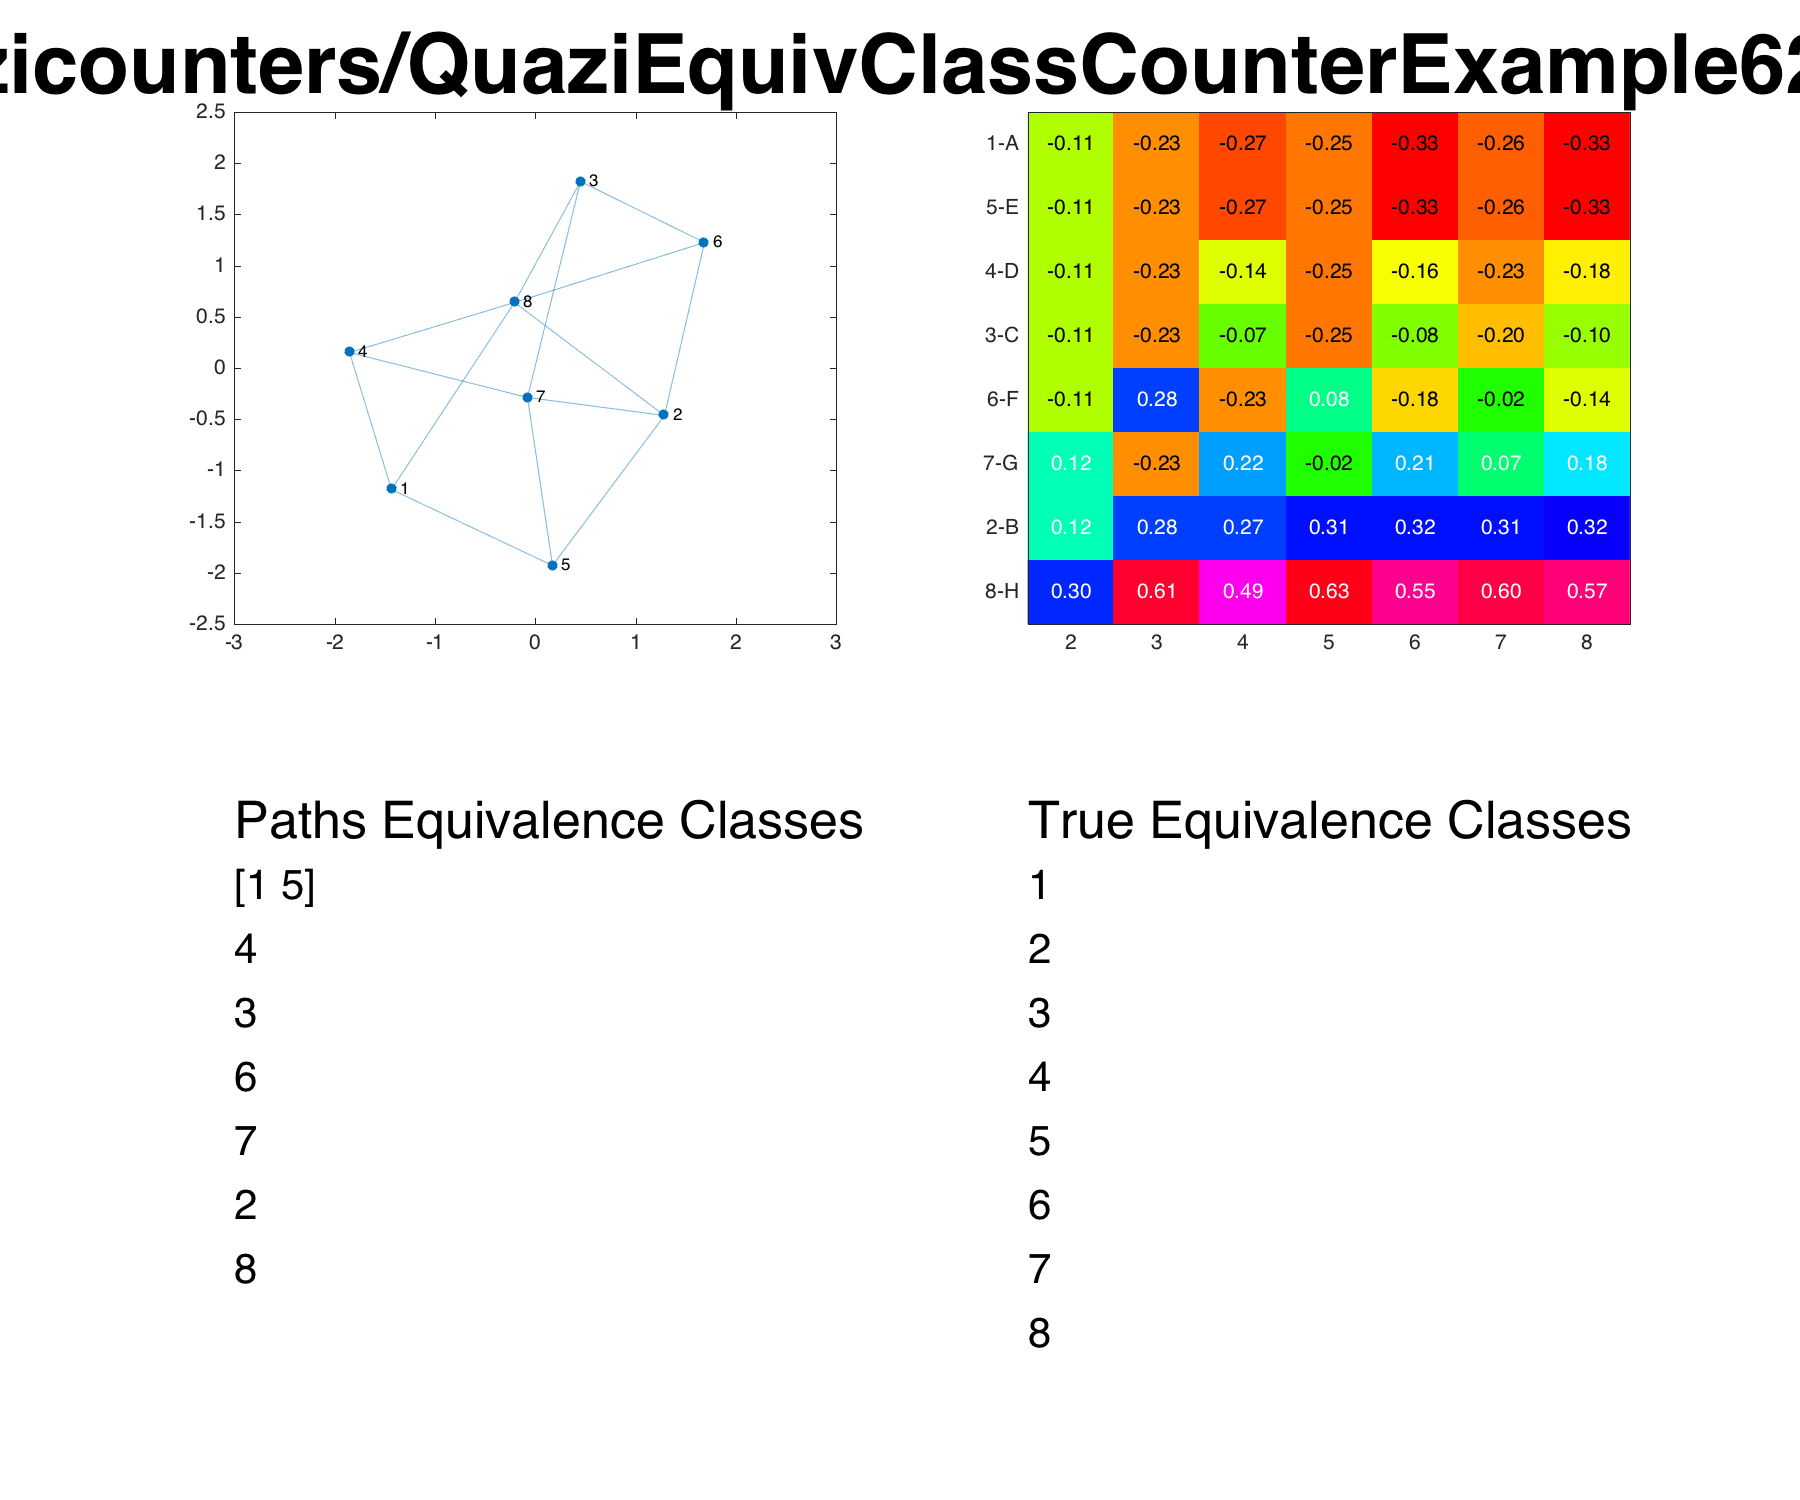 zicounters/QuaziEquivClassCounterExample62
2.5
2
1.5
1
0.5
0
-0.5
-1
-1.5
-2
-2.5
-3 -2 -1 0 1 2 3
3
6
8
4
7
2
1
5
1-A -0.11 -0.23 -0.27 -0.25 -0.33 -0.26 -0.33
5-E -0.11 -0.23 -0.27 -0.25 -0.33 -0.26 -0.33
4-D -0.11 -0.23 -0.14 -0.25 -0.16 -0.23 -0.18
3-C -0.11 -0.23 -0.07 -0.25 -0.08 -0.20 -0.10
6-F -0.11 0.28 -0.23 0.08 -0.18 -0.02 -0.14
7-G 0.12 -0.23 0.22 -0.02 0.21 0.07 0.18
2-B 0.12 0.28 0.27 0.31 0.32 0.31 0.32
8-H 0.30 0.61 0.49 0.63 0.55 0.60 0.57
2 3 4 5 6 7 8
Paths Equivalence Classes
[1 5]
4
3
6
7
2
8
True Equivalence Classes
1
2
3
4
5
6
7
8